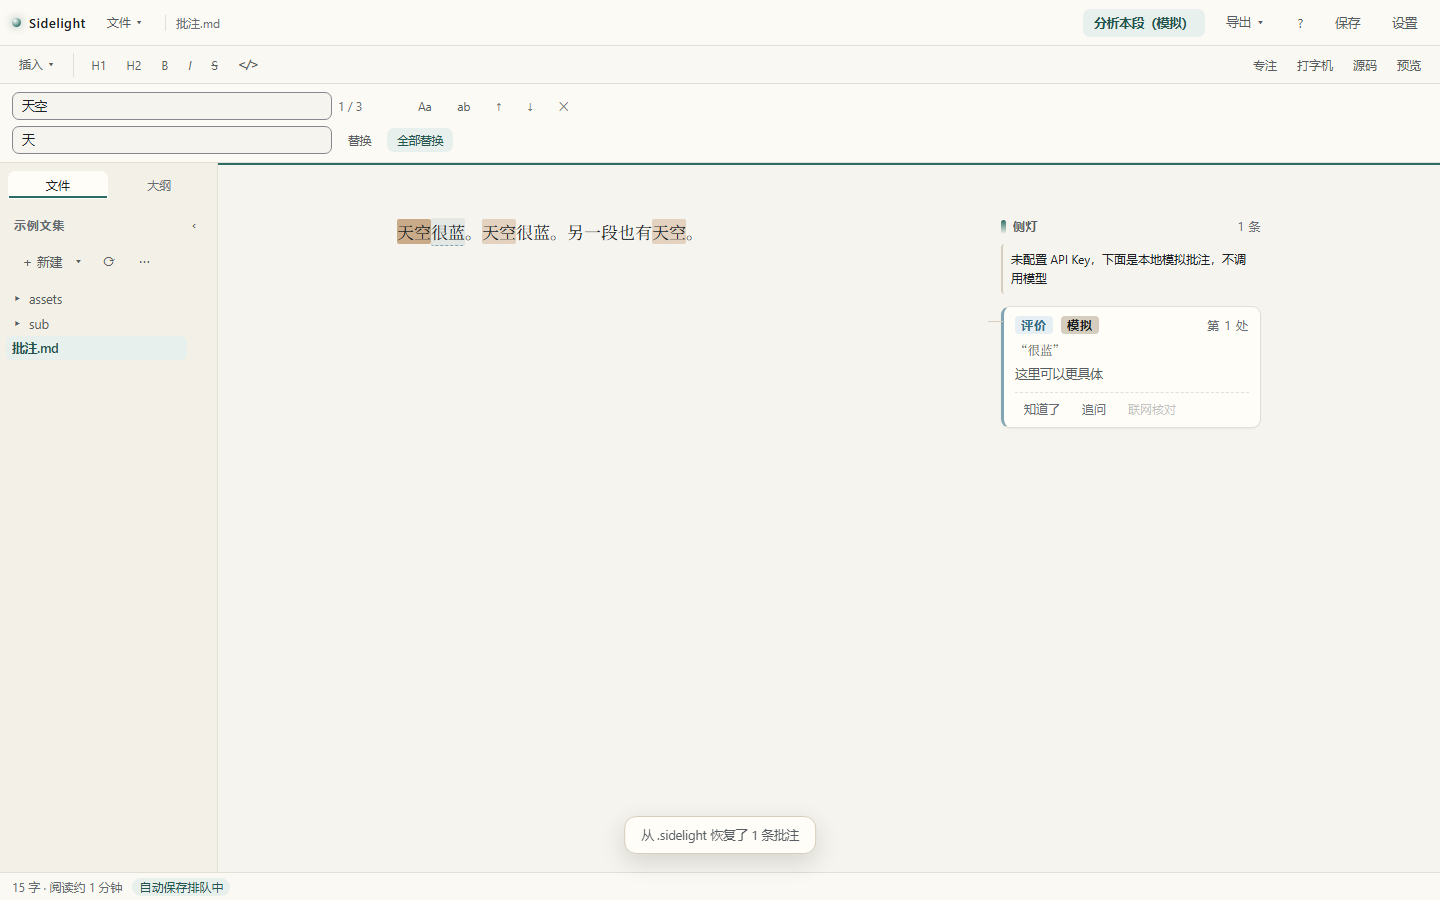 Sidelight 文件 批注.md 分析本段（模拟） 导出 ? 保存 设置
插入 H1 H2 B I S </> 专注 打字机 源码 预览
天空 1 / 3 Aa ab ↑ ↓ ×
天 替换 全部替换
文件 大纲
示例文集 ‹
+ 新建 ···
assets
sub
批注.md
天空很蓝。天空很蓝。另一段也有天空。
侧灯 1 条
未配置 API Key，下面是本地模拟批注，不调
用模型
评价 模拟 第 1 处
“很蓝”
这里可以更具体
知道了 追问 联网核对
从 .sidelight 恢复了 1 条批注
15 字 · 阅读约 1 分钟 自动保存排队中